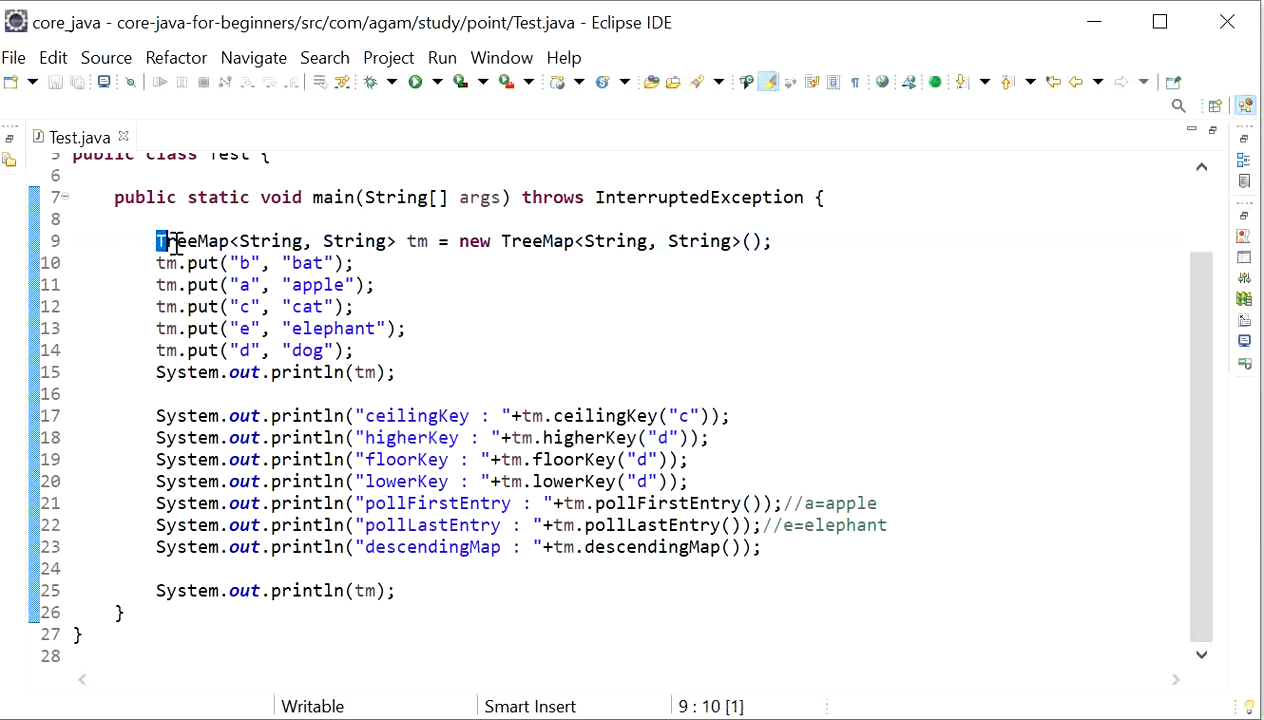 core_java - core-java-for-beginners/src/com/agam/study/point/Test.java - Eclipse IDE
File Edit Source Refactor Navigate Search Project Run Window Help
Test.java
5 public class Test {
6
7 public static void main(String[] args) throws InterruptedException {
8
9 TreeMap<String, String> tm = new TreeMap<String, String>();
10 tm.put("b", "bat");
11 tm.put("a", "apple");
12 tm.put("c", "cat");
13 tm.put("e", "elephant");
14 tm.put("d", "dog");
15 System.out.println(tm);
16
17 System.out.println("ceilingKey : "+tm.ceilingKey("c"));
18 System.out.println("higherKey : "+tm.higherKey("d"));
19 System.out.println("floorKey : "+tm.floorKey("d"));
20 System.out.println("lowerKey : "+tm.lowerKey("d"));
21 System.out.println("pollFirstEntry : "+tm.pollFirstEntry());//a=apple
22 System.out.println("pollLastEntry : "+tm.pollLastEntry());//e=elephant
23 System.out.println("descendingMap : "+tm.descendingMap());
24
25 System.out.println(tm);
26 }
27 }
28
Writable Smart Insert 9 : 10 [1]